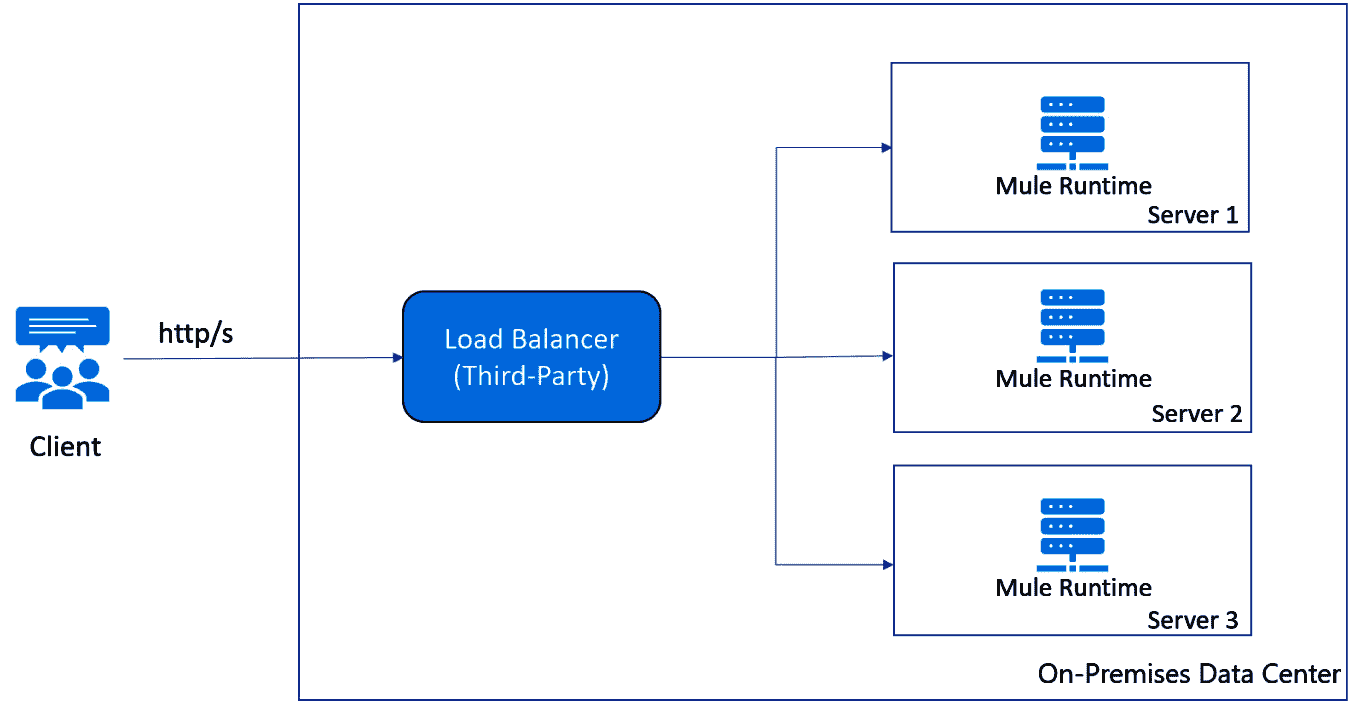 Client
http/s
Load Balancer
(Third-Party)
Mule Runtime
Server 1
Mule Runtime
Server 2
Mule Runtime
Server 3
On-Premises Data Center